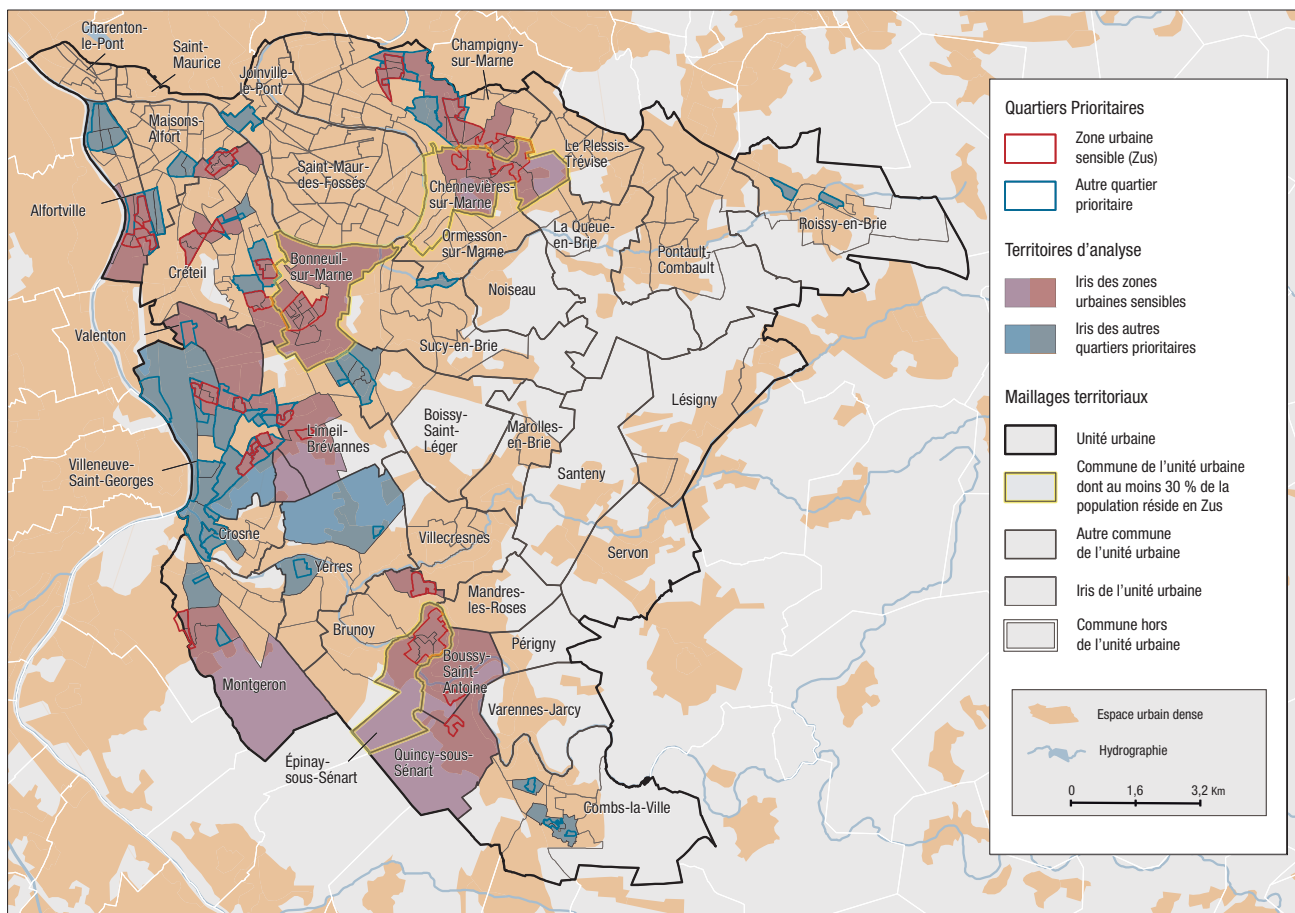 Charenton-
le-Pont
Saint-
Maurice
Joinville-
le-Pont
Champigny-
sur-Marne
Maisons-
Alfort
Saint-Maur-
des-Fossés
Le Plessis-
Trévise
Chennevières-
sur-Marne
Alfortville
Ormesson-
sur-Marne
La Queue-
en-Brie
Roissy-en-Brie
Pontault-
Combault
Créteil
Bonneuil-
sur-Marne
Noiseau
Valenton
Sucy-en-Brie
Lésigny
Limeil-
Brévannes
Boissy-
Saint-
Léger
Marolles-
en-Brie
Villeneuve-
Saint-Georges
Santeny
Crosne
Villecresnes
Servon
Yerres
Mandres-
les-Roses
Brunoy
Périgny
Boussy-
Saint-
Antoine
Montgeron
Varennes-Jarcy
Épinay-
sous-Sénart
Quincy-sous-
Sénart
Combs-la-Ville
Quartiers Prioritaires
Zone urbaine
sensible (Zus)
Autre quartier
prioritaire
Territoires d'analyse
Iris des zones
urbaines sensibles
Iris des autres
quartiers prioritaires
Maillages territoriaux
Unité urbaine
Commune de l'unité urbaine
dont au moins 30 % de la
population réside en Zus
Autre commune
de l'unité urbaine
Iris de l'unité urbaine
Commune hors
de l'unité urbaine
Espace urbain dense
Hydrographie
0 1,6 3,2 Km